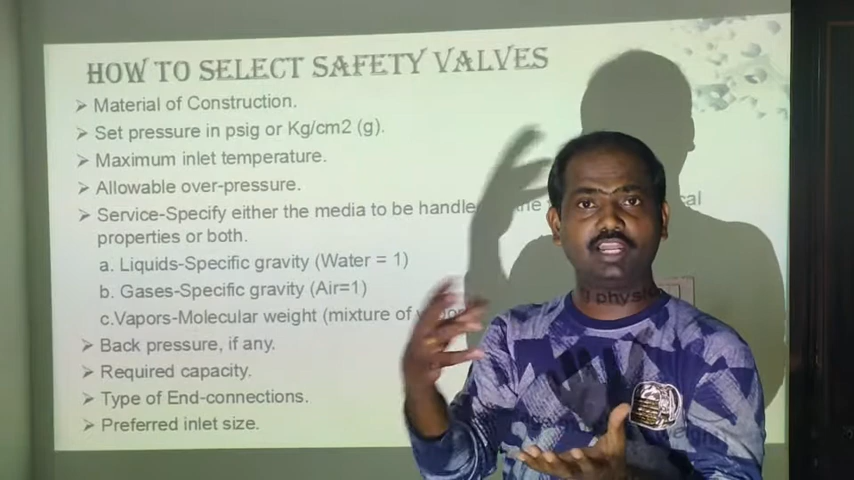 HOW TO SELECT SAFETY VALVES
➤ Material of Construction.
➤ Set pressure in psig or Kg/cm2 (g).
➤ Maximum inlet temperature.
➤ Allowable over-pressure.
➤ Service-Specify either the media to be handle the cal
properties or both.
a. Liquids-Specific gravity (Water = 1)
b. Gases-Specific gravity (Air=1)
c.Vapors-Molecular weight (mixture of
➤ Back pressure, if any.
➤ Required capacity.
➤ Type of End-connections.
➤ Preferred inlet size.